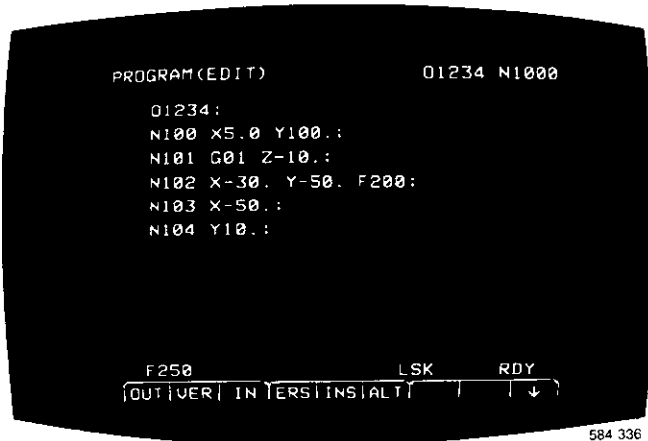 PROGRAM(EDIT) O1234 N1000
O1234;
N100 X5.0 Y100.;
N101 G01 Z-10.;
N102 X-30. Y-50. F200;
N103 X-50.;
N104 Y10.;
F250 LSK RDY
OUT VER IN ERS INS ALT ↓
584 336